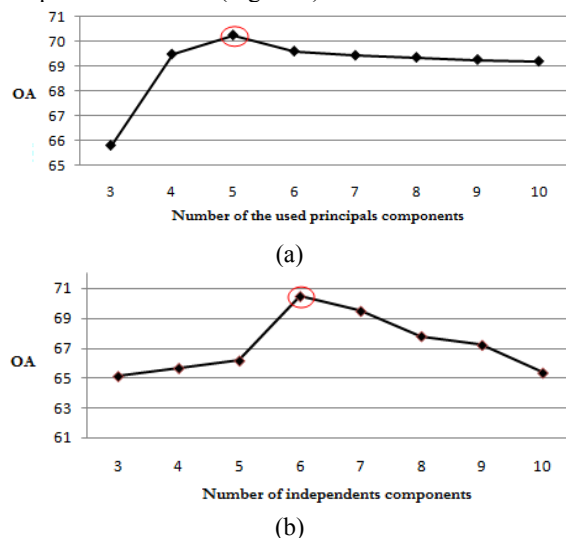 71
70
69
OA
68
67
66
65
3 4 5 6 7 8 9 10
Number of the used principals components
(a)
71
69
67
OA
65
63
61
3 4 5 6 7 8 9 10
Number of independents components
(b)